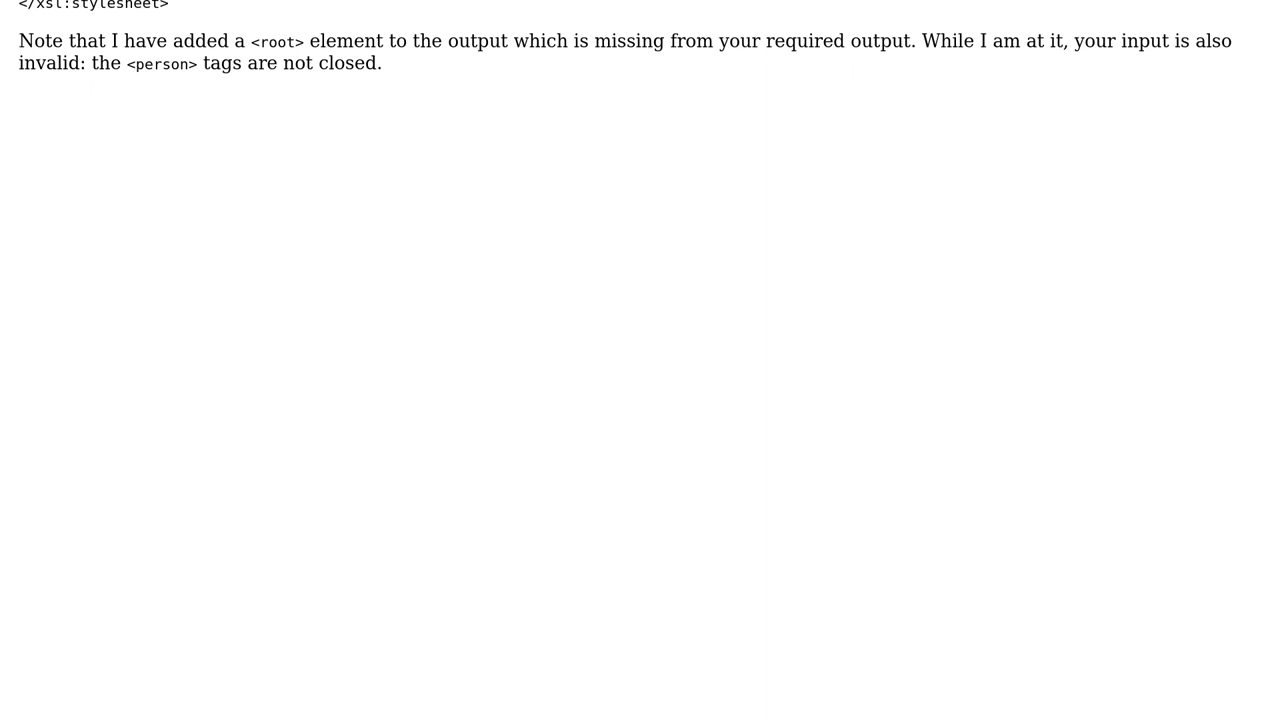 </xsl:stylesheet>
Note that I have added a <root> element to the output which is missing from your required output. While I am at it, your input is also
invalid: the <person> tags are not closed.